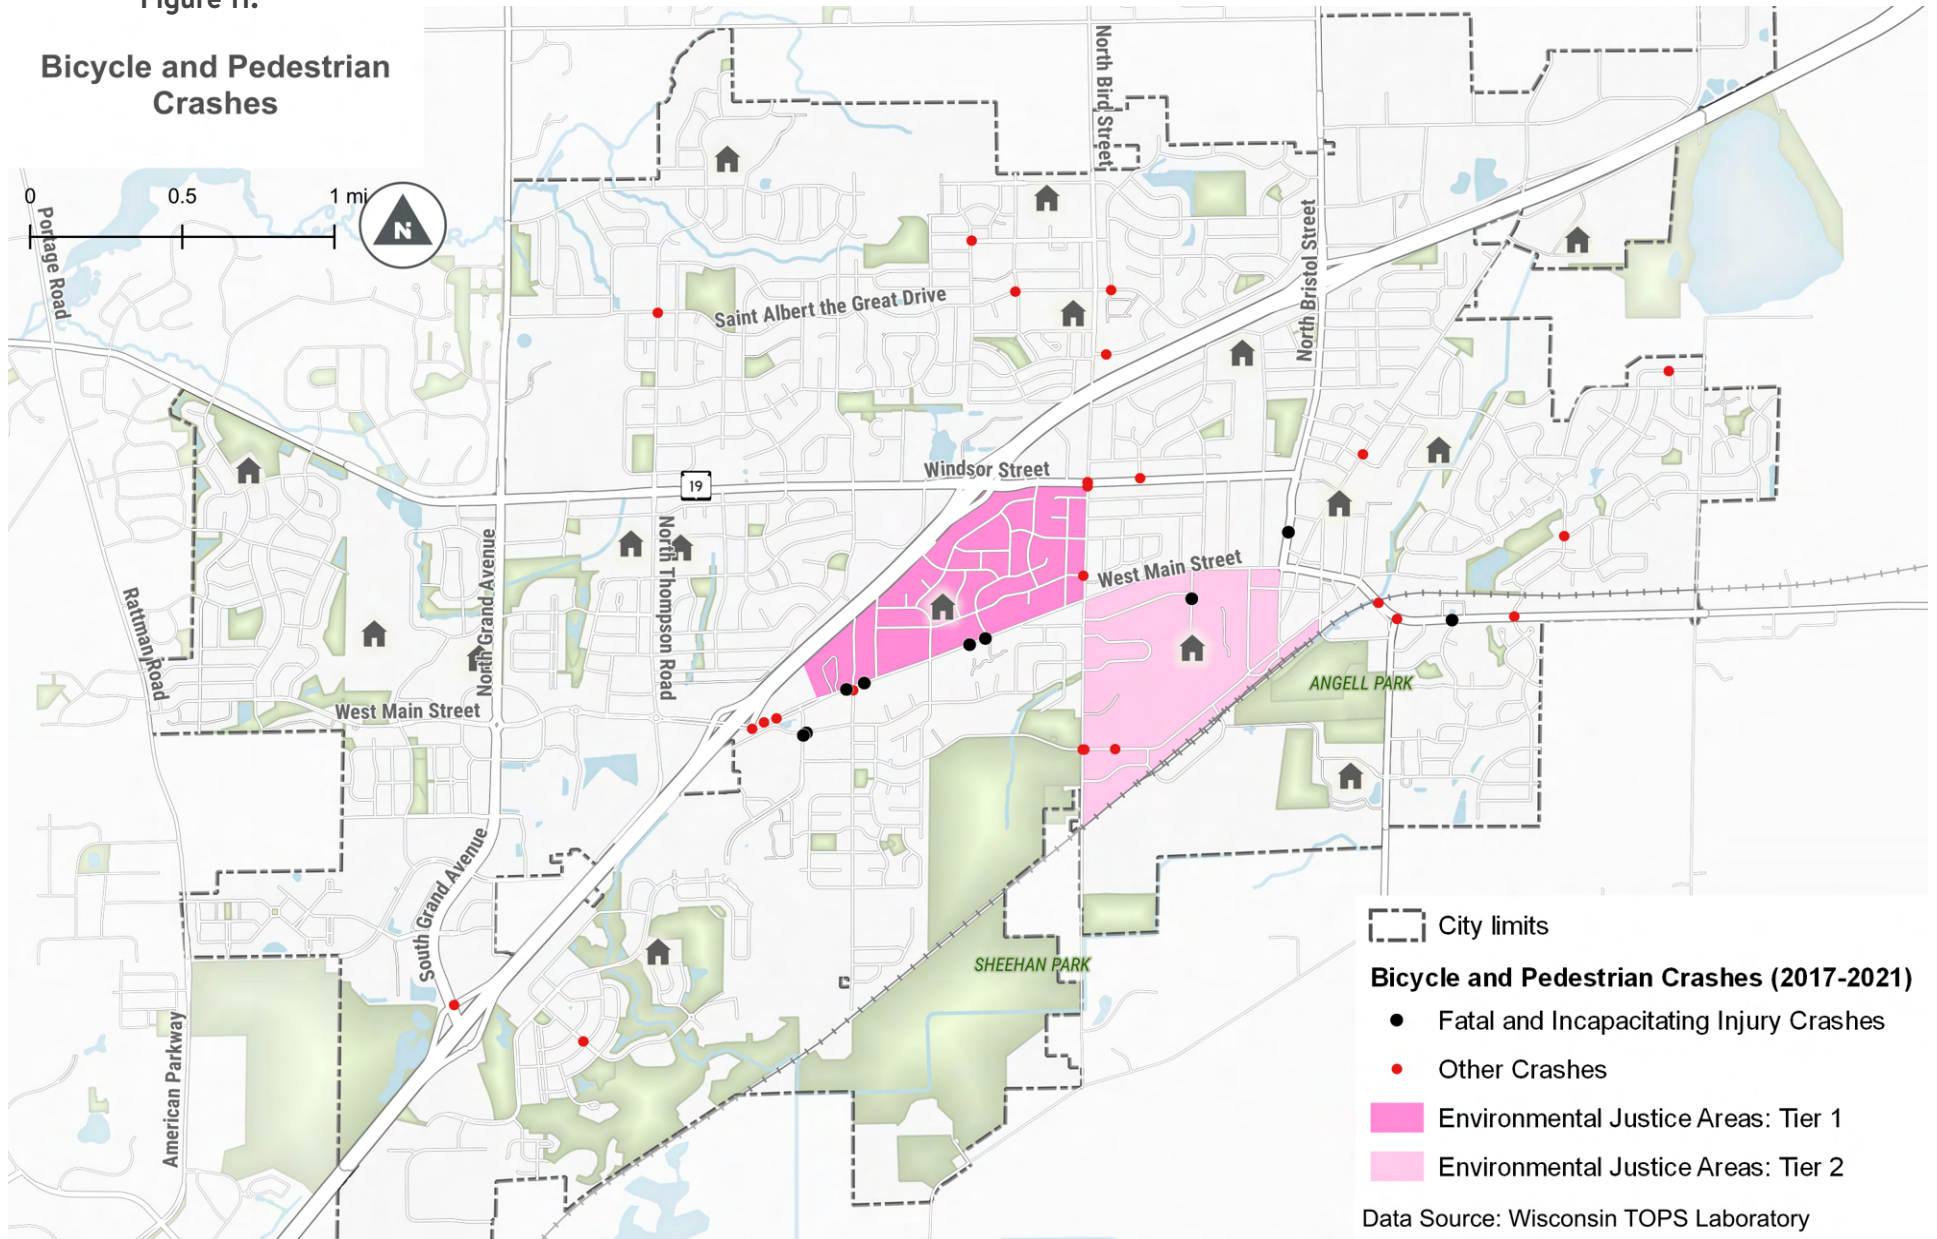 Figure 11.
Bicycle and Pedestrian
Crashes
0
0.5
1 mi
N
Portage Road
North Bird Street
North Bristol Street
Saint Albert the Great Drive
Windsor Street
19
North Grand Avenue
North Thompson Road
West Main Street
Rattman Road
West Main Street
ANGELL PARK
South Grand Avenue
SHEEHAN PARK
American Parkway
City limits
Bicycle and Pedestrian Crashes (2017-2021)
Fatal and Incapacitating Injury Crashes
Other Crashes
Environmental Justice Areas: Tier 1
Environmental Justice Areas: Tier 2
Data Source: Wisconsin TOPS Laboratory